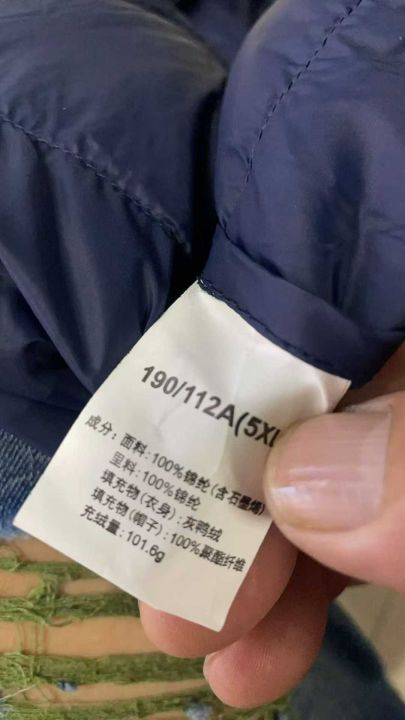 190/112A(5XL
成分: 面料:100%锦纶(含石墨烯)
里料:100%锦纶
填充物(衣身):灰鸭绒
填充物(帽子):100%聚酯纤维
充绒量:101.6g